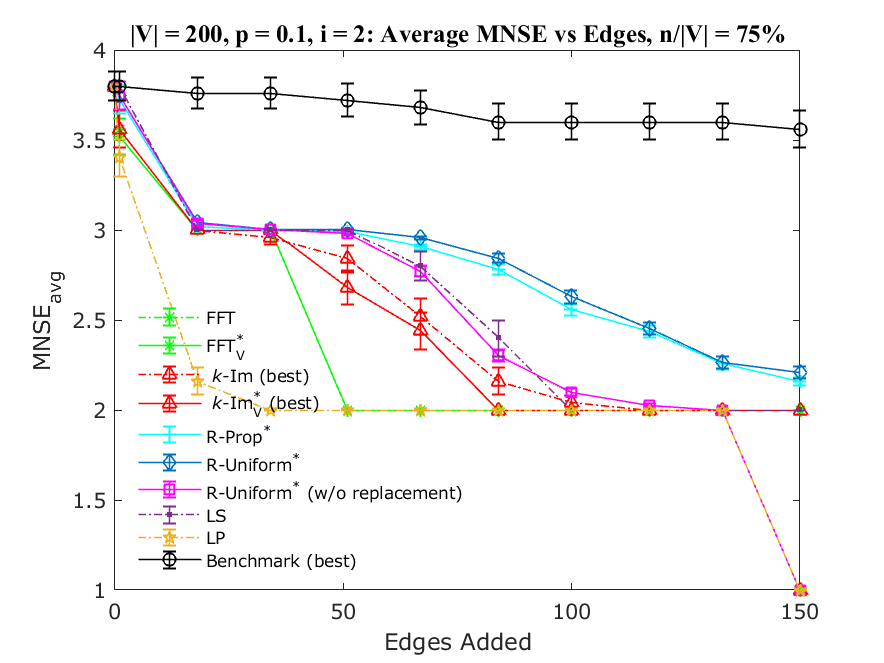 |V| = 200, p = 0.1, i = 2: Average MNSE vs Edges, n/|V| = 75%
4
3.5
3
2.5
2
1.5
1
MNSE_avg
FFT
FFT*_V
k-Im (best)
k-Im*_V (best)
R-Prop*
R-Uniform*
R-Uniform* (w/o replacement)
LS
LP
Benchmark (best)
0 50 100 150
Edges Added